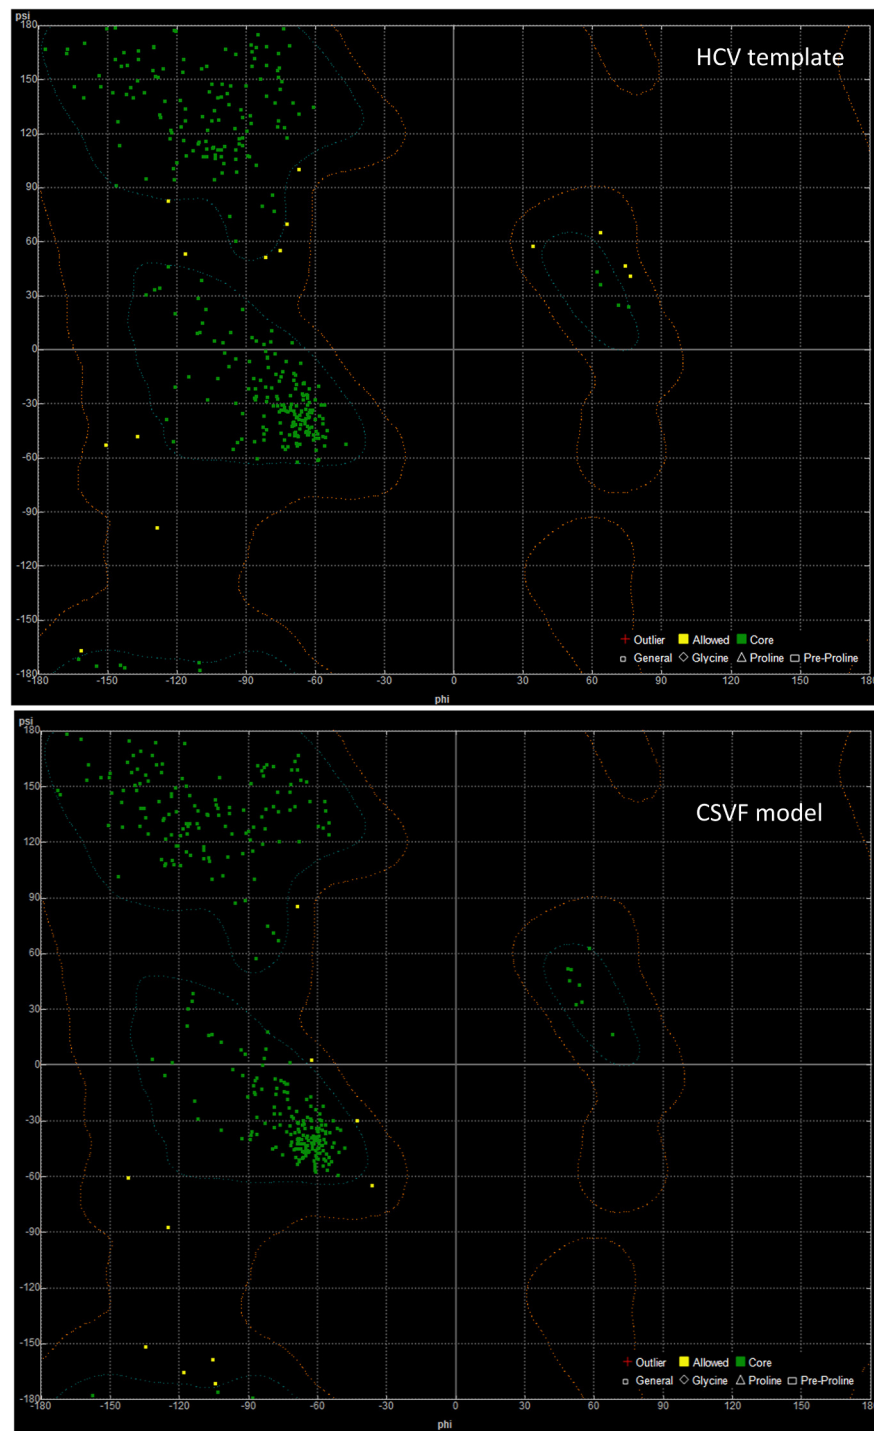 psi
HCV template
180
150
120
90
60
30
0
-30
-60
-90
-120
-150
-180
Outlier Allowed Core
General Glycine Proline Pre-Proline
-180 -150 -120 -90 -60 -30 0 30 60 90 120 150 180
phi
psi
CSVF model
180
150
120
90
60
30
0
-30
-60
-90
-120
-150
-180
Outlier Allowed Core
General Glycine Proline Pre-Proline
-180 -150 -120 -90 -60 -30 0 30 60 90 120 150 180
phi